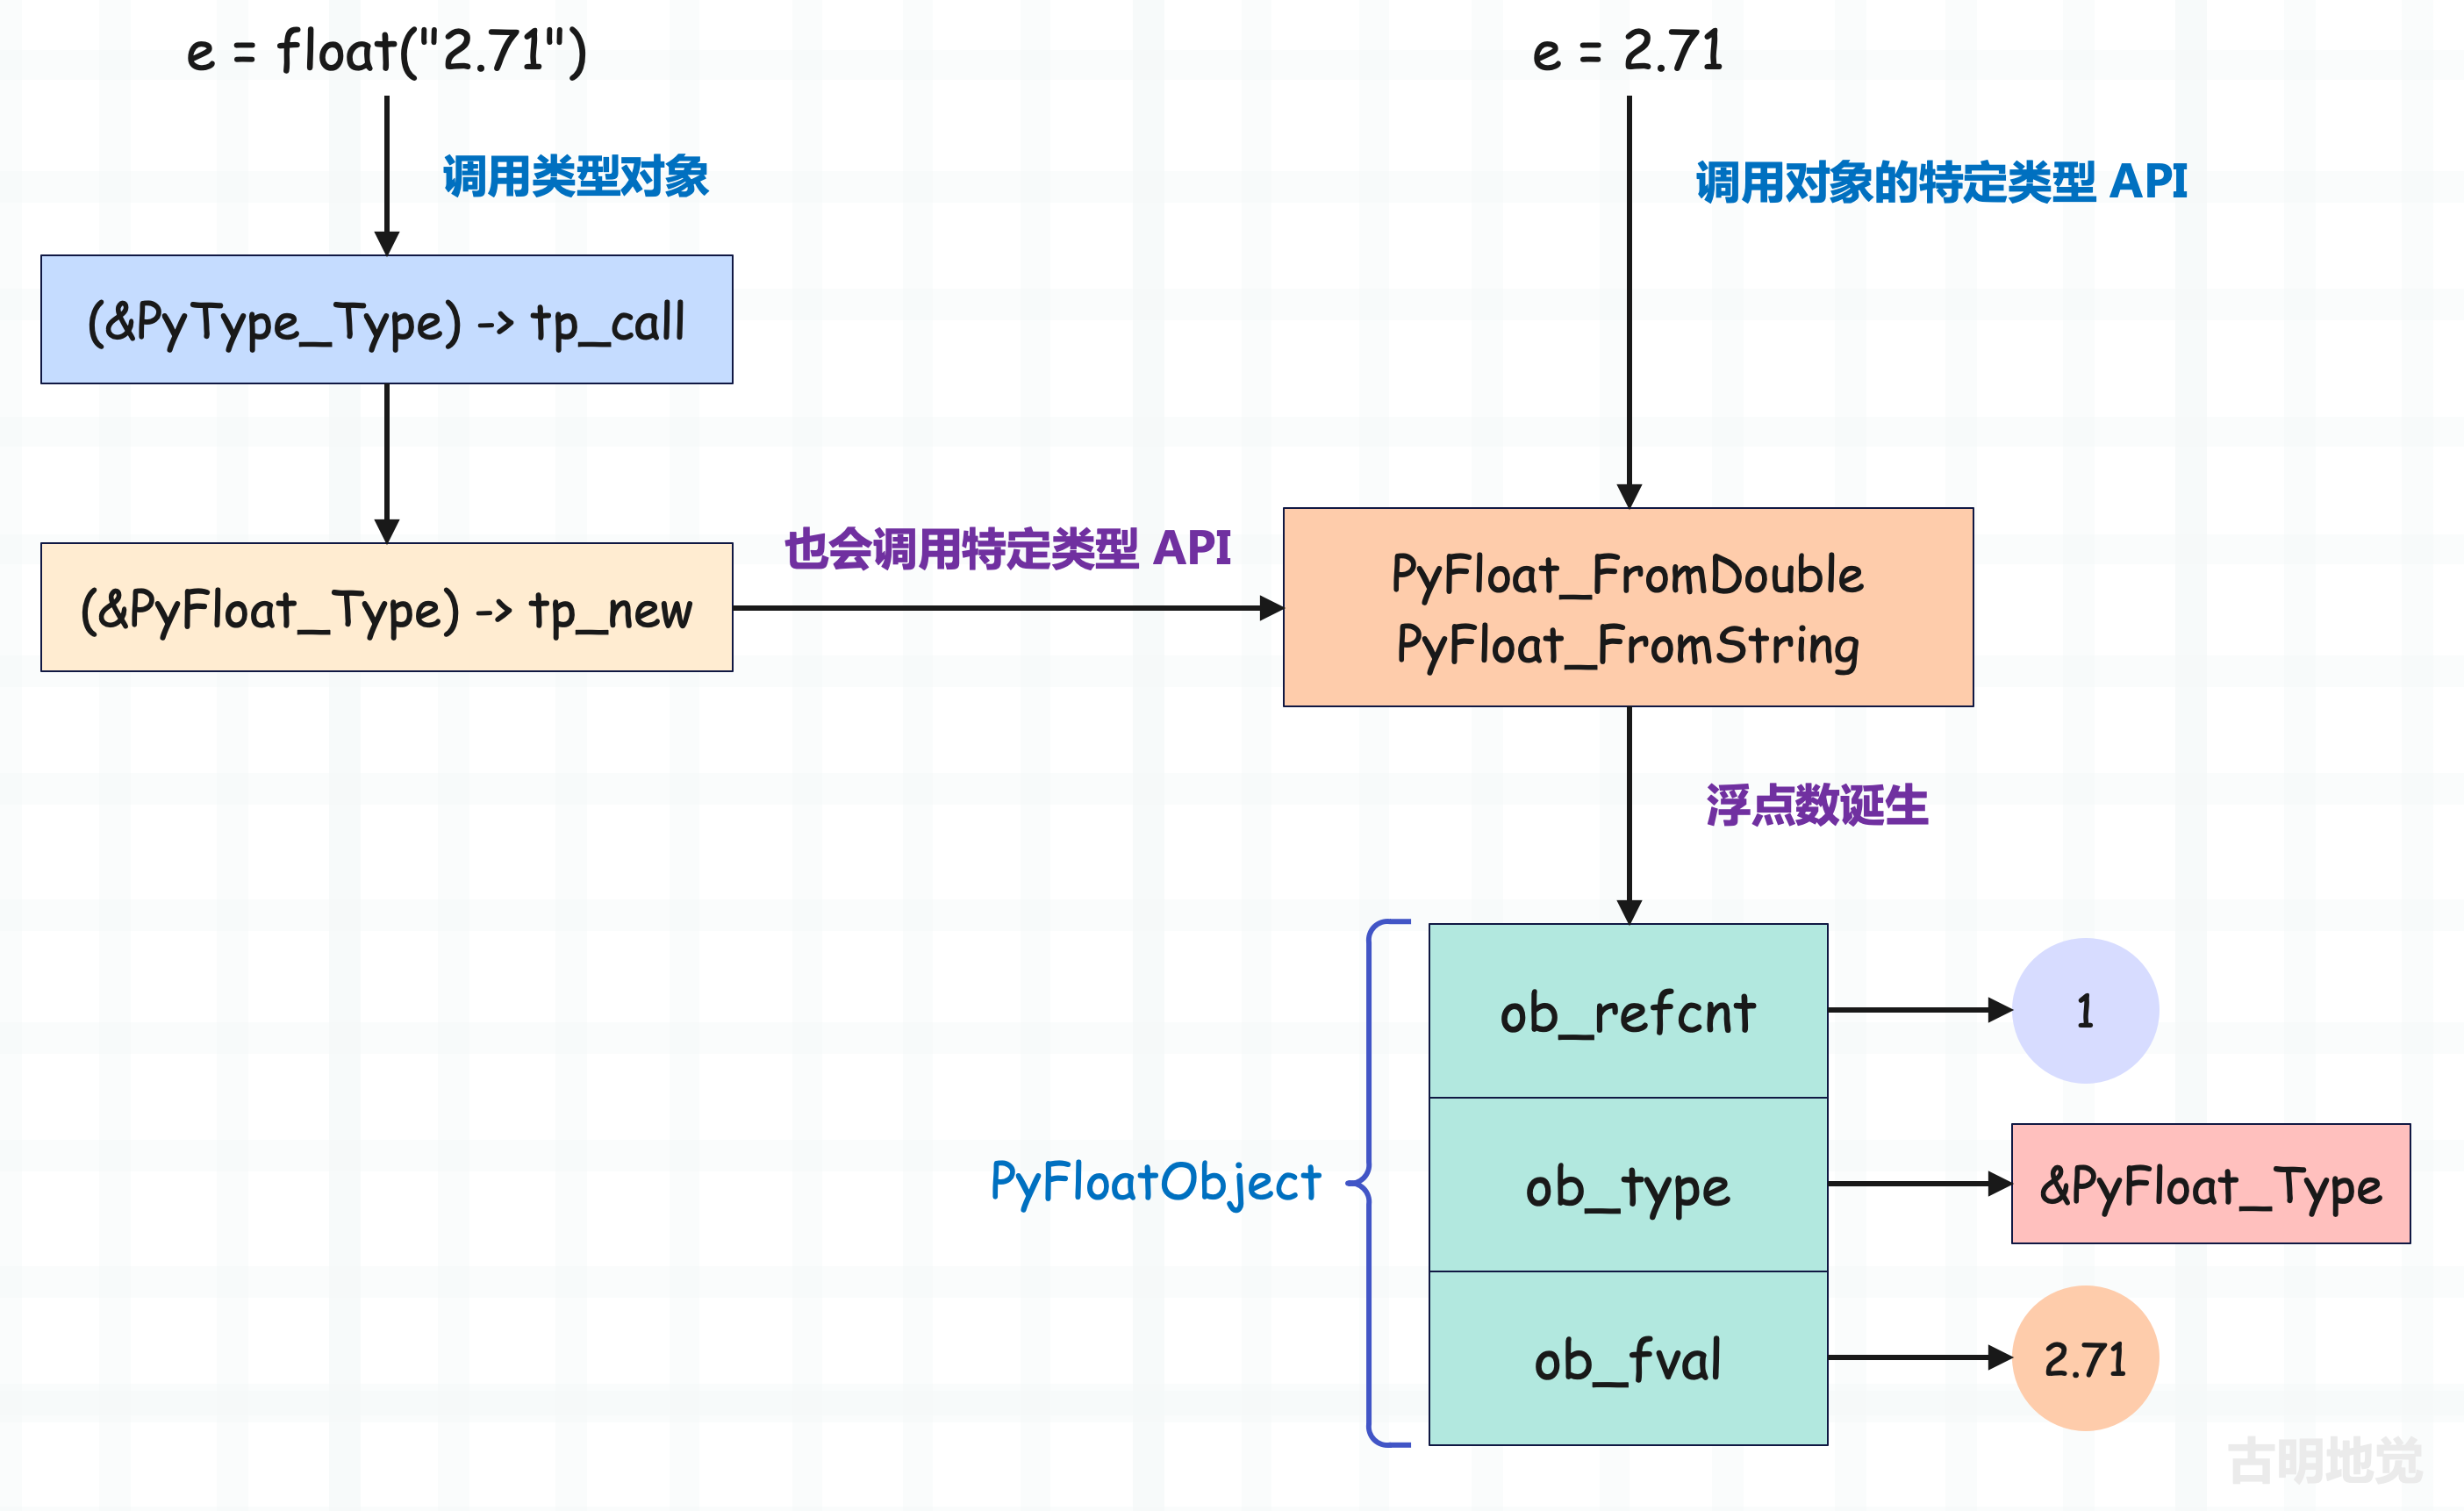 e = float("2.71")
调用类型对象
(&PyType_Type) -> tp_call
(&PyFloat_Type) -> tp_new
也会调用特定类型 API
e = 2.71
调用对象的特定类型 API
PyFloat_FromDouble
PyFloat_FromString
浮点数诞生
PyFloatObject
ob_refcnt
1
ob_type
&PyFloat_Type
ob_fval
2.71
古明地觉